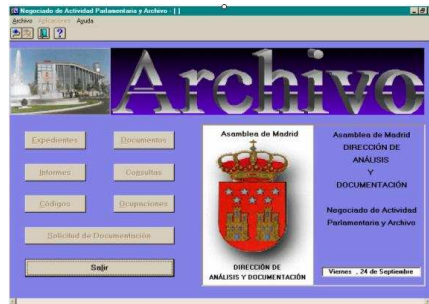 Negociado de Actividad Parlamentaria y Archivo - [ ]
Archivo Aplicaciones Ayuda
Archivo
Expedientes
Documentos
Informes
Consultas
Códigos
Ocupaciones
Solicitud de Documentación
Salir
Asamblea de Madrid
DIRECCIÓN DE
ANÁLISIS Y DOCUMENTACIÓN
Asamblea de Madrid
DIRECCIÓN DE
ANÁLISIS
Y
DOCUMENTACIÓN
Negociado de Actividad
Parlamentaria y Archivo
Viernes , 24 de Septiembre